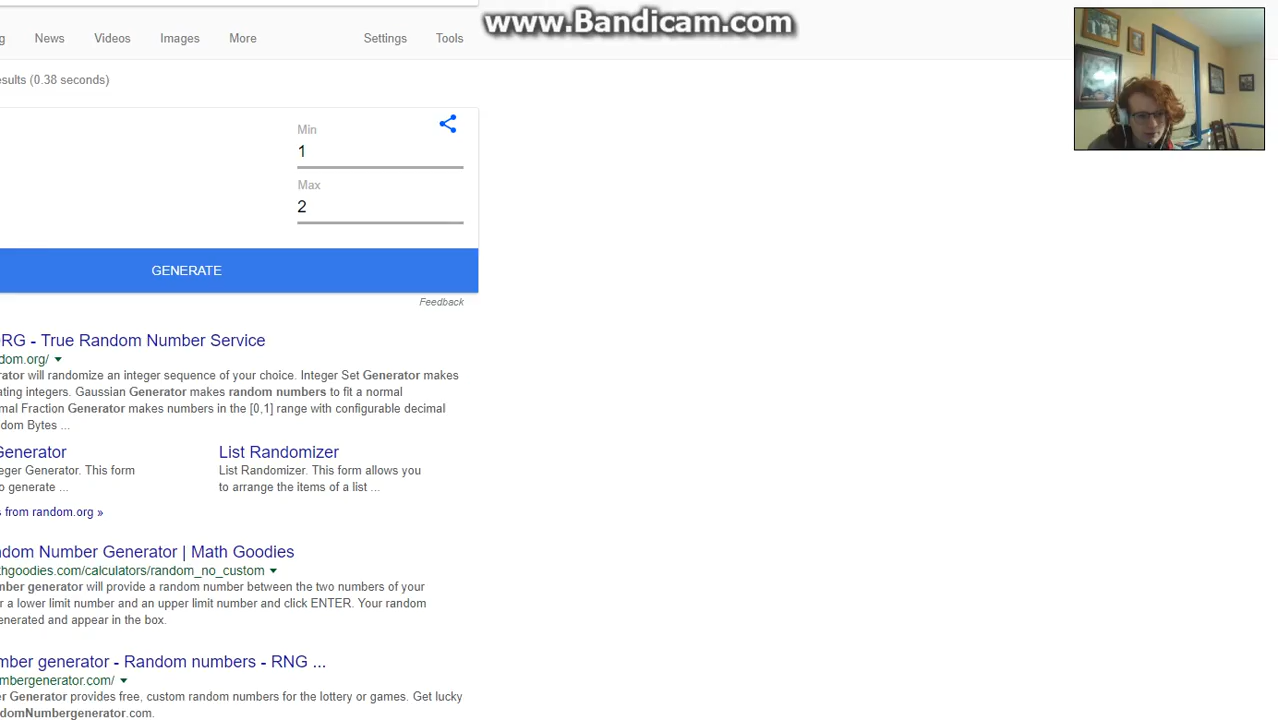 www.Bandicam.com
g News Videos Images More Settings Tools
esults (0.38 seconds)
Min
1
Max
2
GENERATE
Feedback
RG - True Random Number Service
dom.org/
rator will randomize an integer sequence of your choice. Integer Set Generator makes
ating integers. Gaussian Generator makes random numbers to fit a normal
mal Fraction Generator makes numbers in the [0,1] range with configurable decimal
dom Bytes ...
Generator
eger Generator. This form
o generate ...
List Randomizer
List Randomizer. This form allows you
to arrange the items of a list ...
s from random.org »
ndom Number Generator | Math Goodies
thgoodies.com/calculators/random_no_custom
mber generator will provide a random number between the two numbers of your
r a lower limit number and an upper limit number and click ENTER. Your random
enerated and appear in the box.
mber generator - Random numbers - RNG ...
mbergenerator.com/
er Generator provides free, custom random numbers for the lottery or games. Get lucky
domNumbergenerator.com.